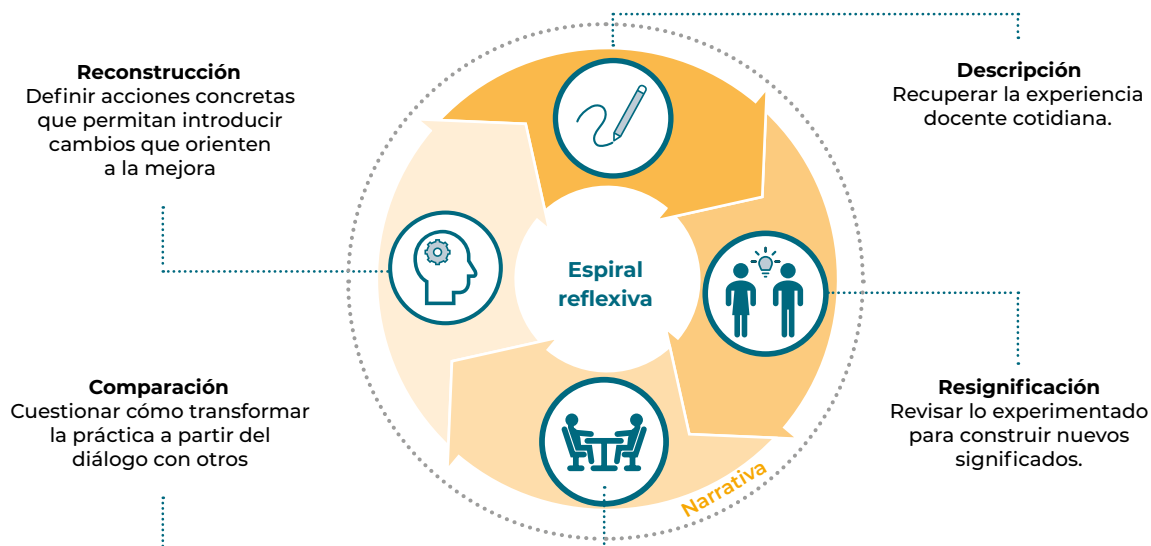 Reconstrucción
Definir acciones concretas
que permitan introducir
cambios que orienten
a la mejora
Descripción
Recuperar la experiencia
docente cotidiana.
Espiral
reflexiva
Comparación
Cuestionar cómo transformar
la práctica a partir del
diálogo con otros
Resignificación
Revisar lo experimentado
para construir nuevos
significados.
Narrativa